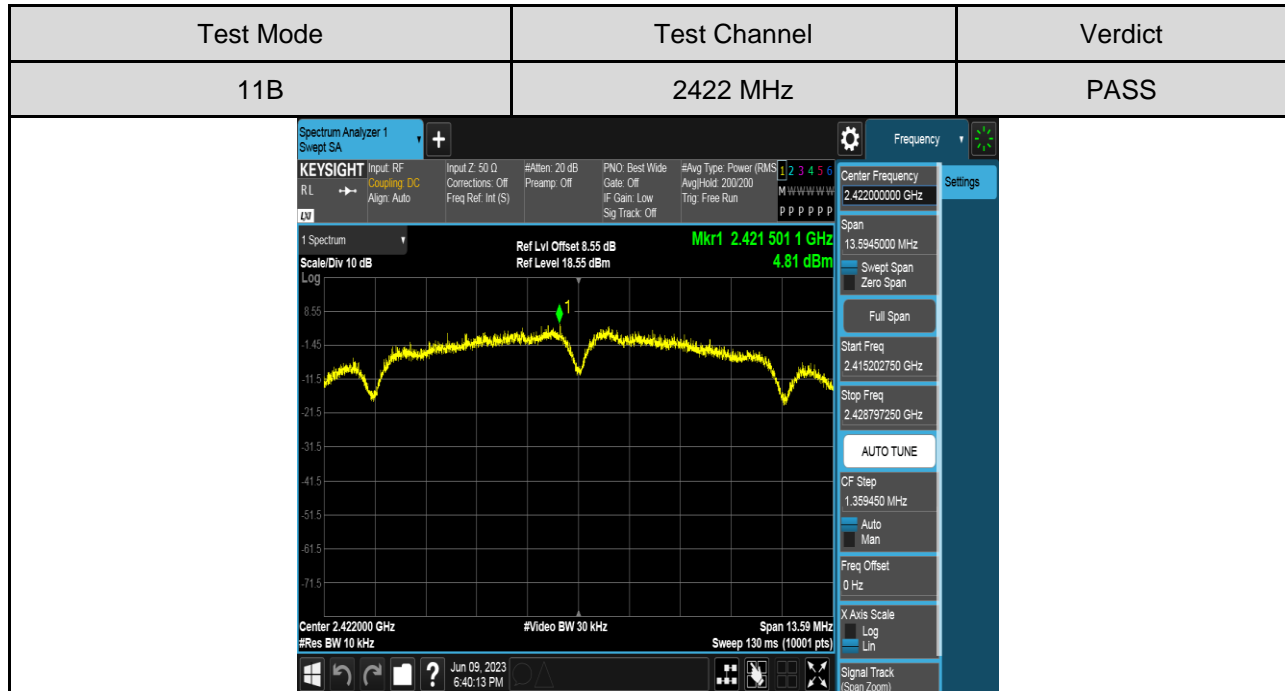 Test Mode Test Channel Verdict
11B 2422 MHz PASS
Spectrum Analyzer 1
Swept SA
+
Frequency
KEYSIGHT
RL
LXI
Input: RF
Coupling: DC
Align: Auto
Input Z: 50 Ω
Corrections: Off
Freq Ref: Int (S)
#Atten: 20 dB
Preamp: Off
PNO: Best Wide
Gate: Off
IF Gain: Low
Sig Track: Off
#Avg Type: Power (RMS
Avg|Hold: 200/200
Trig: Free Run
1 2 3 4 5 6
M W W W W W
P P P P P P
1 Spectrum
Scale/Div 10 dB
Log
Ref Lvl Offset 8.55 dB
Ref Level 18.55 dBm
Mkr1 2.421 501 1 GHz
4.81 dBm
1
8.55
-1.45
-11.5
-21.5
-31.5
-41.5
-51.5
-61.5
-71.5
Center 2.422000 GHz
#Res BW 10 kHz
#Video BW 30 kHz
Span 13.59 MHz
Sweep 130 ms (10001 pts)
?
Jun 09, 2023
6:40:13 PM
Center Frequency
2.422000000 GHz
Span
13.5945000 MHz
Swept Span
Zero Span
Full Span
Start Freq
2.415202750 GHz
Stop Freq
2.428797250 GHz
AUTO TUNE
CF Step
1.359450 MHz
Auto
Man
Freq Offset
0 Hz
X Axis Scale
Log
Lin
Signal Track
(Span Zoom)
Settings